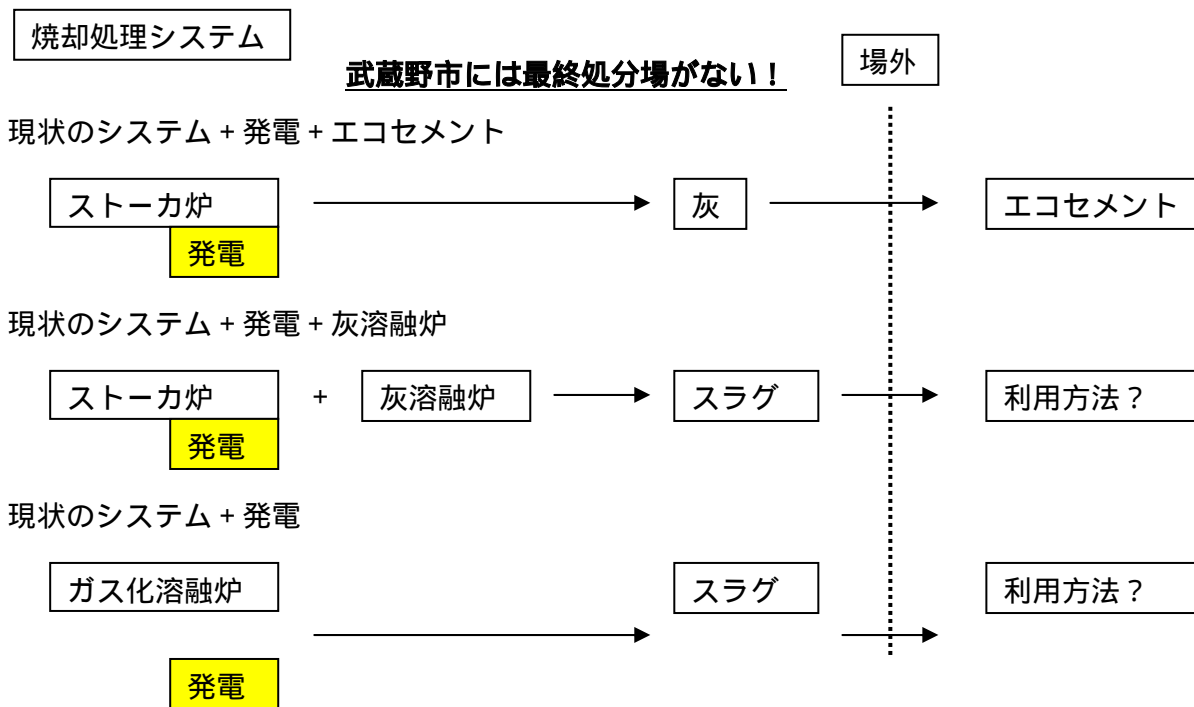 焼却処理システム
武蔵野市には最終処分場がない！
場外
現状のシステム + 発電 + エコセメント
ストーカ炉
灰
エコセメント
発電
現状のシステム + 発電 + 灰溶融炉
ストーカ炉 + 灰溶融炉
スラグ
利用方法？
発電
現状のシステム + 発電
ガス化溶融炉
スラグ
利用方法？
発電